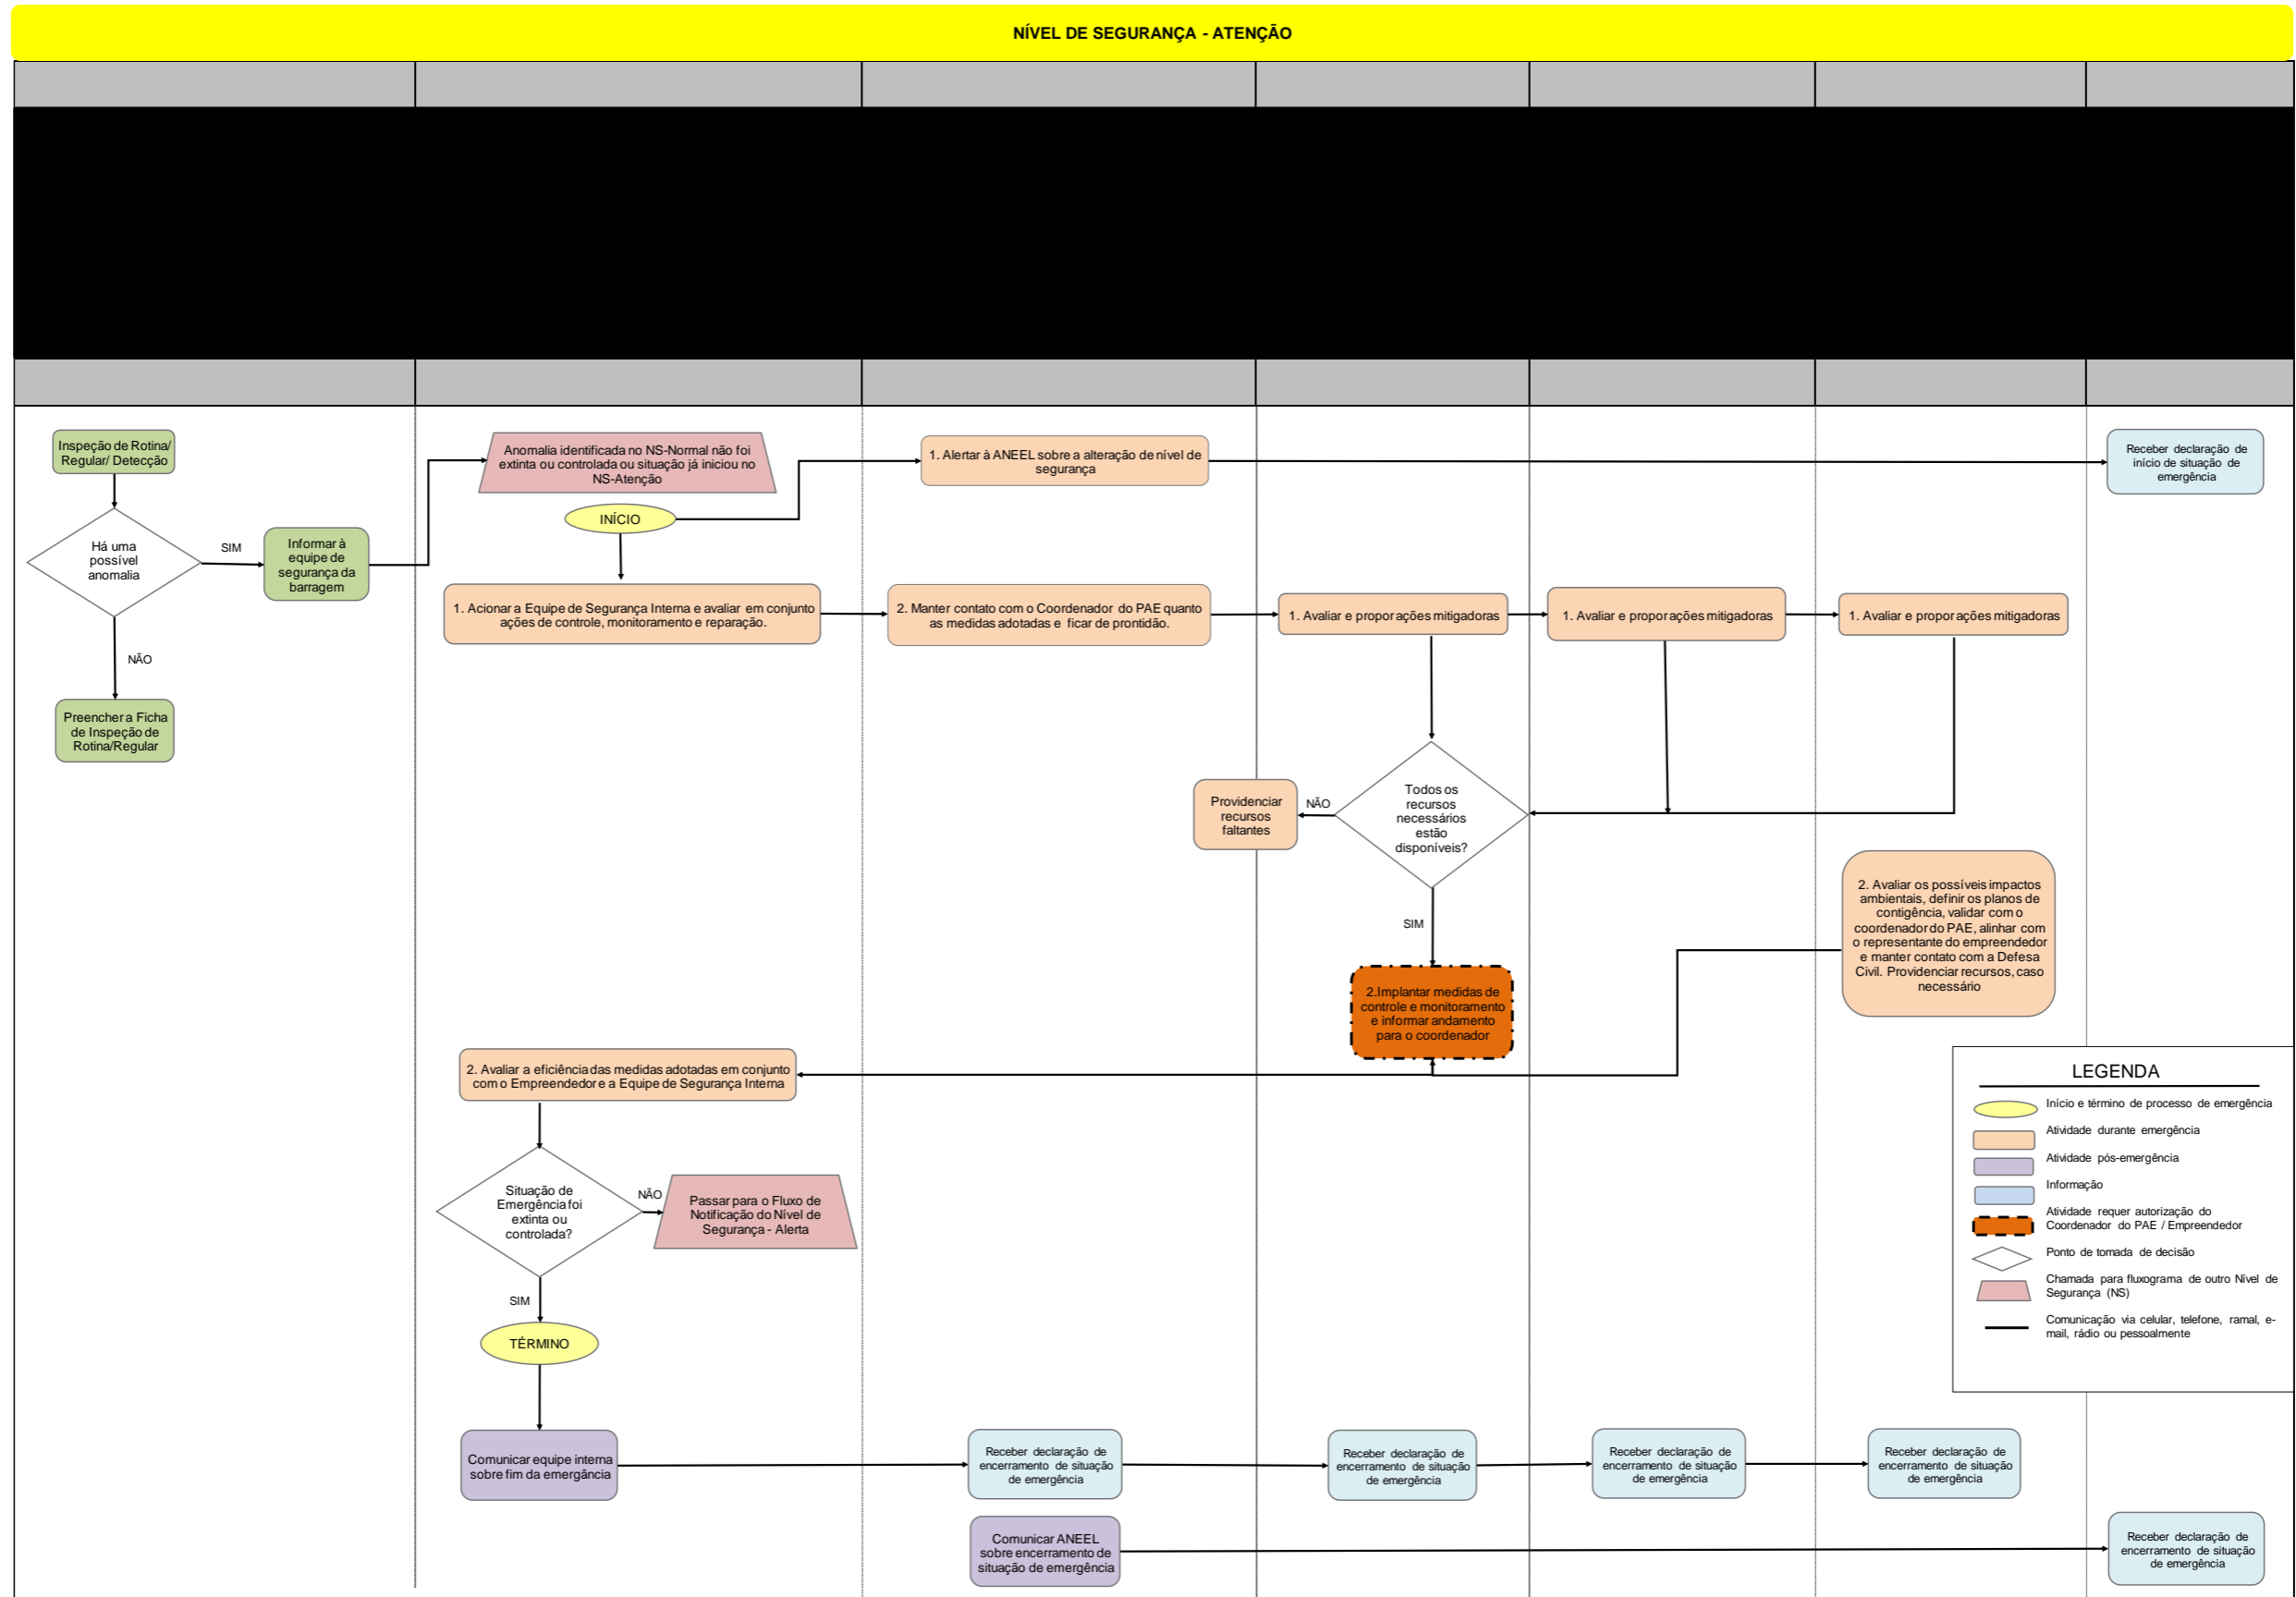 NÍVEL DE SEGURANÇA - ATENÇÃO
Inspeção de Rotina/
Regular/ Detecção
Há uma
possível
anomalia
SIM
Informar à
equipe de
segurança da
barragem
NÃO
Preencher a Ficha
de Inspeção de
Rotina/Regular
Anomalia identificada no NS-Normal não foi
extinta ou controlada ou situação já iniciou no
NS-Atenção
INÍCIO
1. Alertar à ANEEL sobre a alteração de nível de
segurança
Receber declaração de
início de situação de
emergência
1. Acionar a Equipe de Segurança Interna e avaliar em conjunto
ações de controle, monitoramento e reparação.
2. Manter contato com o Coordenador do PAE quanto
as medidas adotadas e ficar de prontidão.
1. Avaliar e propor ações mitigadoras
1. Avaliar e propor ações mitigadoras
1. Avaliar e propor ações mitigadoras
Providenciar
recursos
faltantes
NÃO
Todos os
recursos
necessários
estão
disponíveis?
SIM
2. Avaliar os possíveis impactos
ambientais, definir os planos de
contigência, validar com o
coordenador do PAE, alinhar com
o representante do empreendedor
e manter contato com a Defesa
Civil. Providenciar recursos, caso
necessário
2.Implantar medidas de
controle e monitoramento
e informar andamento
para o coordenador
2. Avaliar a eficiência das medidas adotadas em conjunto
com o Empreendedor e a Equipe de Segurança Interna
Situação de
Emergência foi
extinta ou
controlada?
NÃO
Passar para o Fluxo de
Notificação do Nível de
Segurança - Alerta
SIM
TÉRMINO
Comunicar equipe interna
sobre fim da emergância
Receber declaração de
encerramento de situação
de emergência
Receber declaração de
encerramento de situação
de emergência
Receber declaração de
encerramento de situação
de emergência
Receber declaração de
encerramento de situação
de emergência
Comunicar ANEEL
sobre encerramento de
situação de emergência
Receber declaração de
encerramento de situação
de emergência
LEGENDA
Início e término de processo de emergência
Atividade durante emergência
Atividade pós-emergência
Informação
Atividade requer autorização do
Coordenador do PAE / Empreendedor
Ponto de tomada de decisão
Chamada para fluxograma de outro Nível de
Segurança (NS)
Comunicação via celular, telefone, ramal, e-
mail, rádio ou pessoalmente